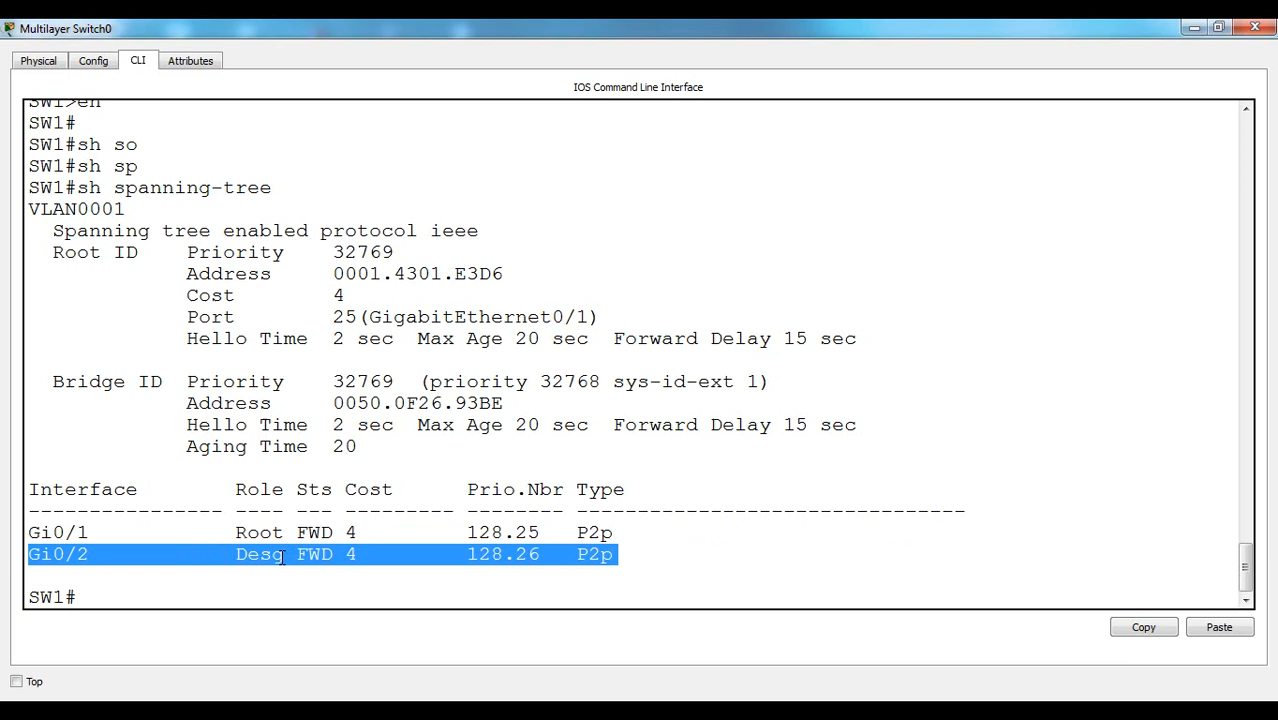 Multilayer Switch0
Physical Config CLI Attributes
IOS Command Line Interface
SW1>en
SW1#
SW1#sh so
SW1#sh sp
SW1#sh spanning-tree
VLAN0001
Spanning tree enabled protocol ieee
Root ID Priority 32769
Address 0001.4301.E3D6
Cost 4
Port 25(GigabitEthernet0/1)
Hello Time 2 sec Max Age 20 sec Forward Delay 15 sec
Bridge ID Priority 32769 (priority 32768 sys-id-ext 1)
Address 0050.0F26.93BE
Hello Time 2 sec Max Age 20 sec Forward Delay 15 sec
Aging Time 20
Interface Role Sts Cost Prio.Nbr Type
---------------- ---- --- --------- -------- --------------------------------
Gi0/1 Root FWD 4 128.25 P2p
Gi0/2 Desg FWD 4 128.26 P2p
SW1#
Copy Paste
Top